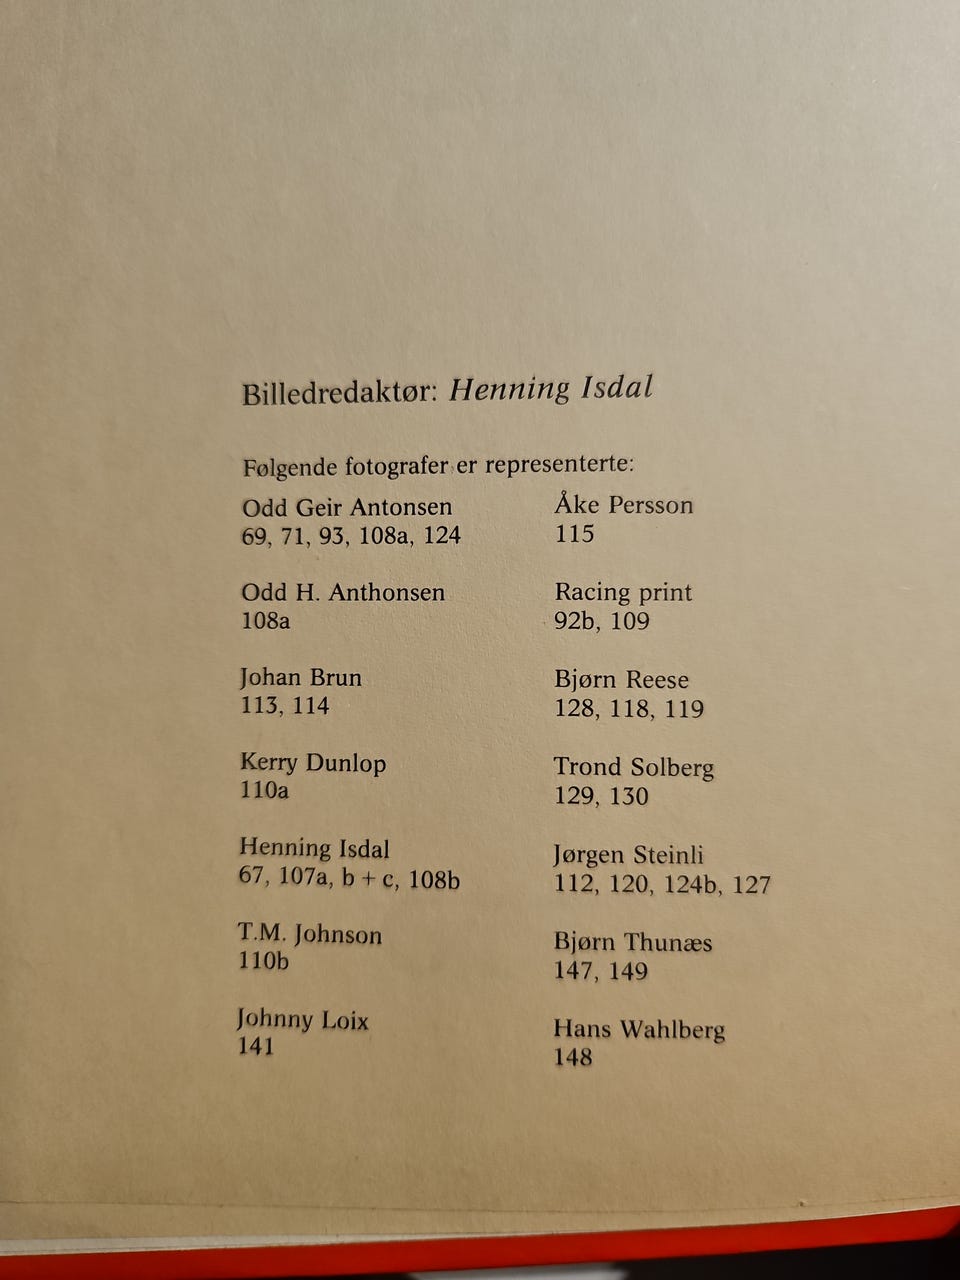 Billedredaktør: Henning Isdal
Følgende fotografer er representerte:
Odd Geir Antonsen
69, 71, 93, 108a, 124
Odd H. Anthonsen
108a
Johan Brun
113, 114
Kerry Dunlop
110a
Henning Isdal
67, 107a, b + c, 108b
T.M. Johnson
110b
Johnny Loix
141
Åke Persson
115
Racing print
92b, 109
Bjørn Reese
128, 118, 119
Trond Solberg
129, 130
Jørgen Steinli
112, 120, 124b, 127
Bjørn Thunæs
147, 149
Hans Wahlberg
148